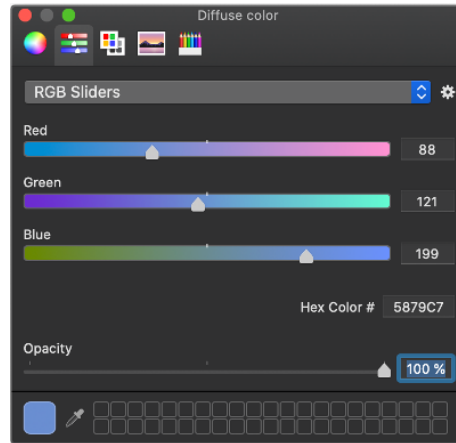 Diffuse color
RGB Sliders
Red
88
Green
121
Blue
199
Hex Color # 5879C7
Opacity
100 %